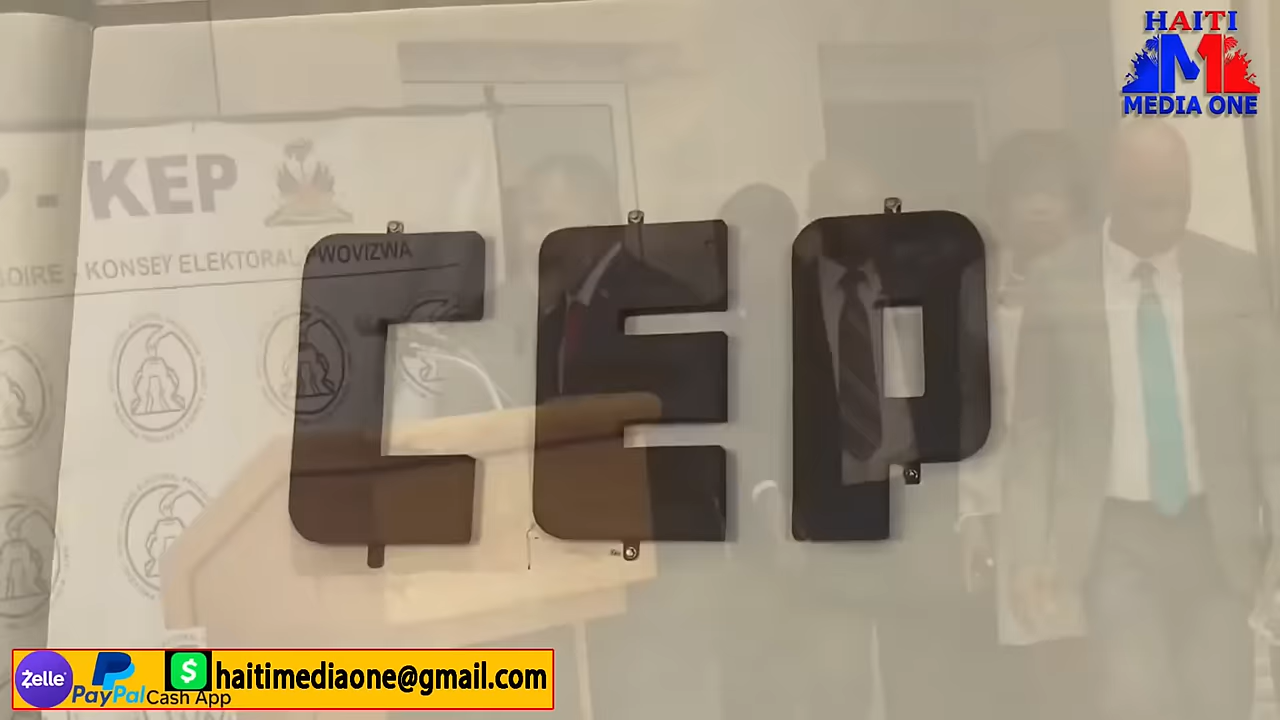 HAITI
M
MEDIA ONE
- KEP
OIRE - KONSEY ELEKTORAL PWOVIZWA
CEP
Zelle
PayPal
$
Cash App
haitimediaone@gmail.com